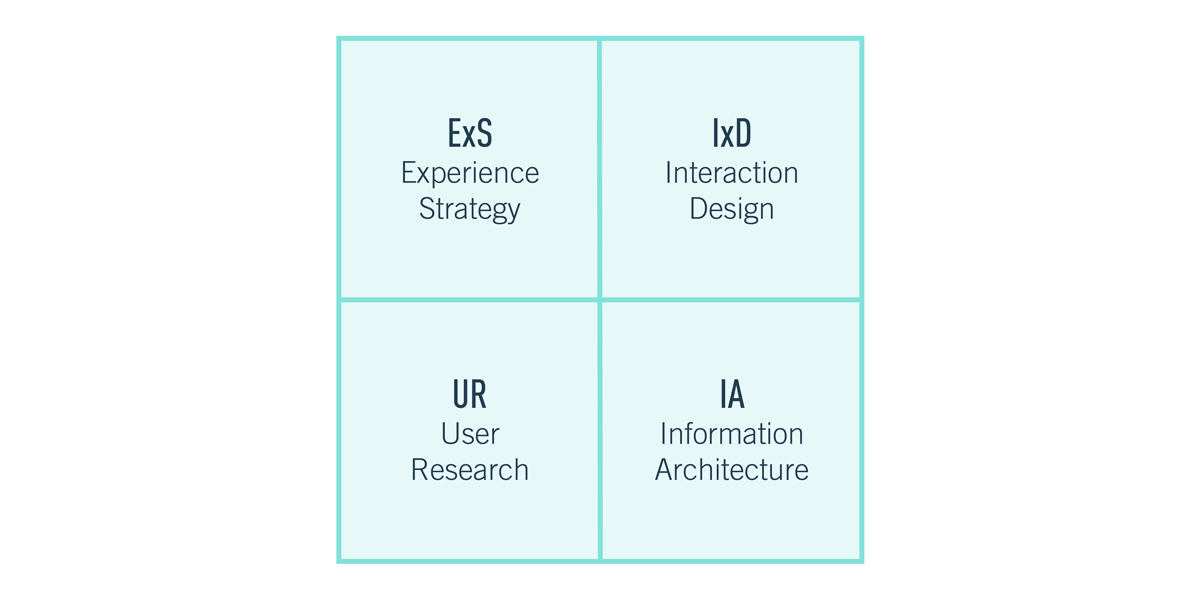 ExS
Experience
Strategy
IxD
Interaction
Design
UR
User
Research
IA
Information
Architecture